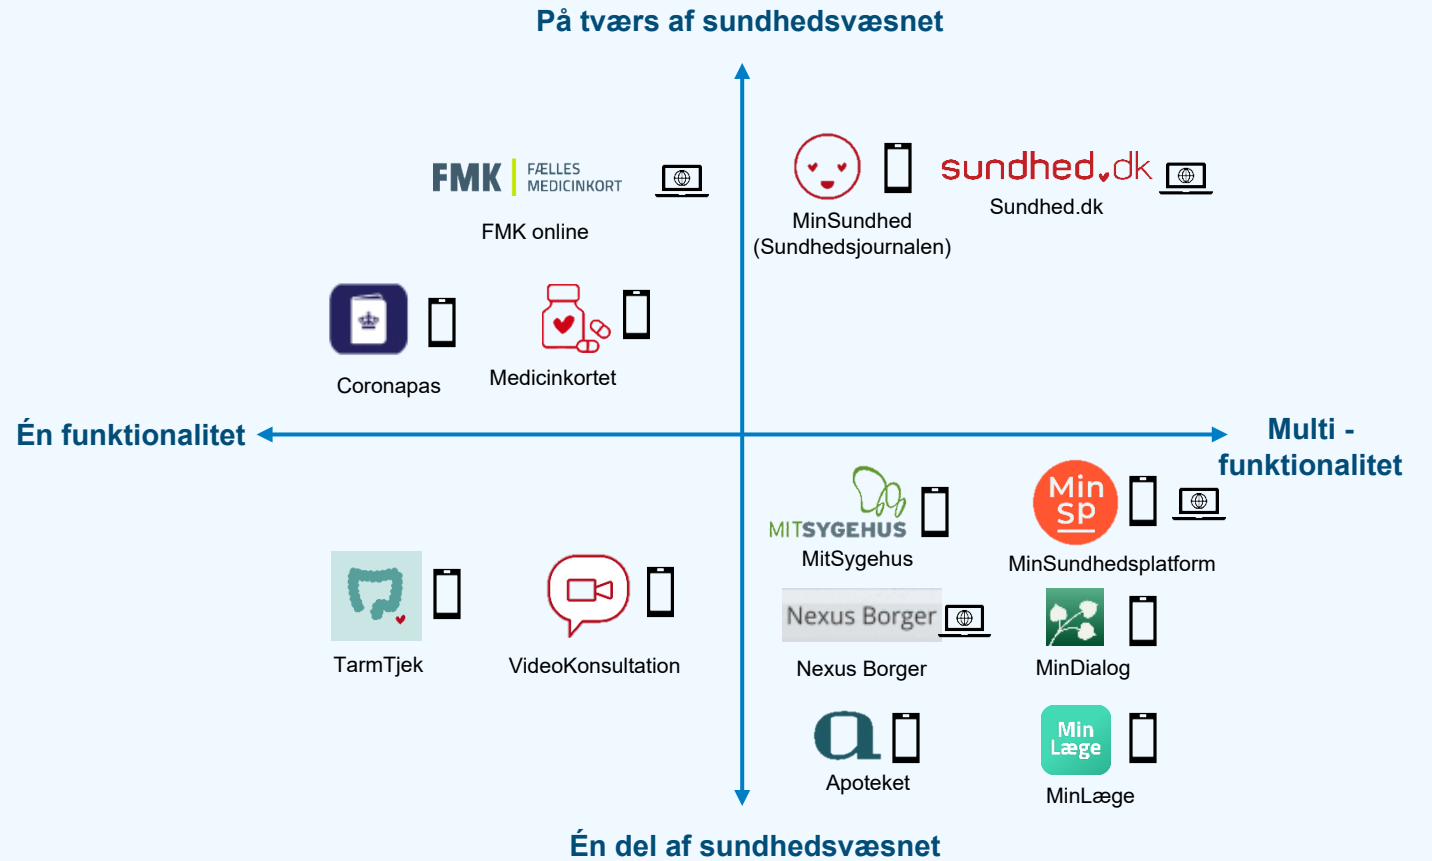 På tværs af sundhedsvæsnet
FMK
FÆLLES
MEDICINKORT
FMK online
MinSundhed
(Sundhedsjournalen)
sundhed.dk
Sundhed.dk
Coronapas
Medicinkortet
Én funktionalitet
Multi -
funktionalitet
MITSYGEHUS
MitSygehus
Min
SP
MinSundhedsplatform
TarmTjek
VideoKonsultation
Nexus Borger
Nexus Borger
MinDialog
a
Apoteket
Min
Læge
MinLæge
Én del af sundhedsvæsnet